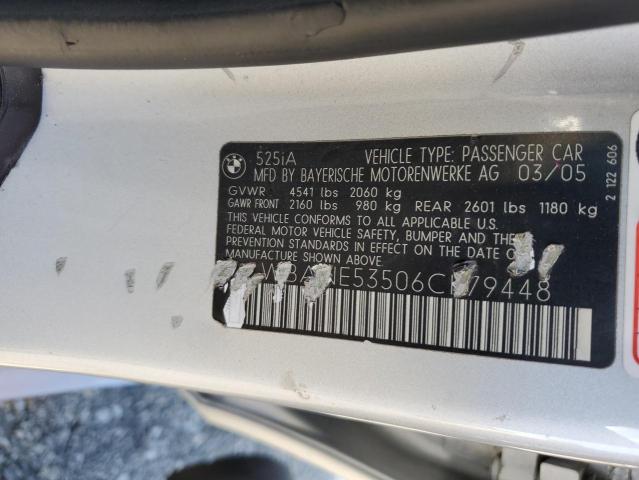 BMW
525iA VEHICLE TYPE: PASSENGER CAR
MFD BY BAYERISCHE MOTORENWERKE AG 03/05
GVWR 4541 lbs 2060 kg
GAWR FRONT 2160 lbs 980 kg REAR 2601 lbs 1180 kg
THIS VEHICLE CONFORMS TO ALL APPLICABLE U.S.
FEDERAL MOTOR VEHICLE SAFETY, BUMPER AND THEFT
PREVENTION STANDARDS IN EFFECT ON THE DATE OF
MANUFACTURE SHOWN ABOVE.
2 122 606